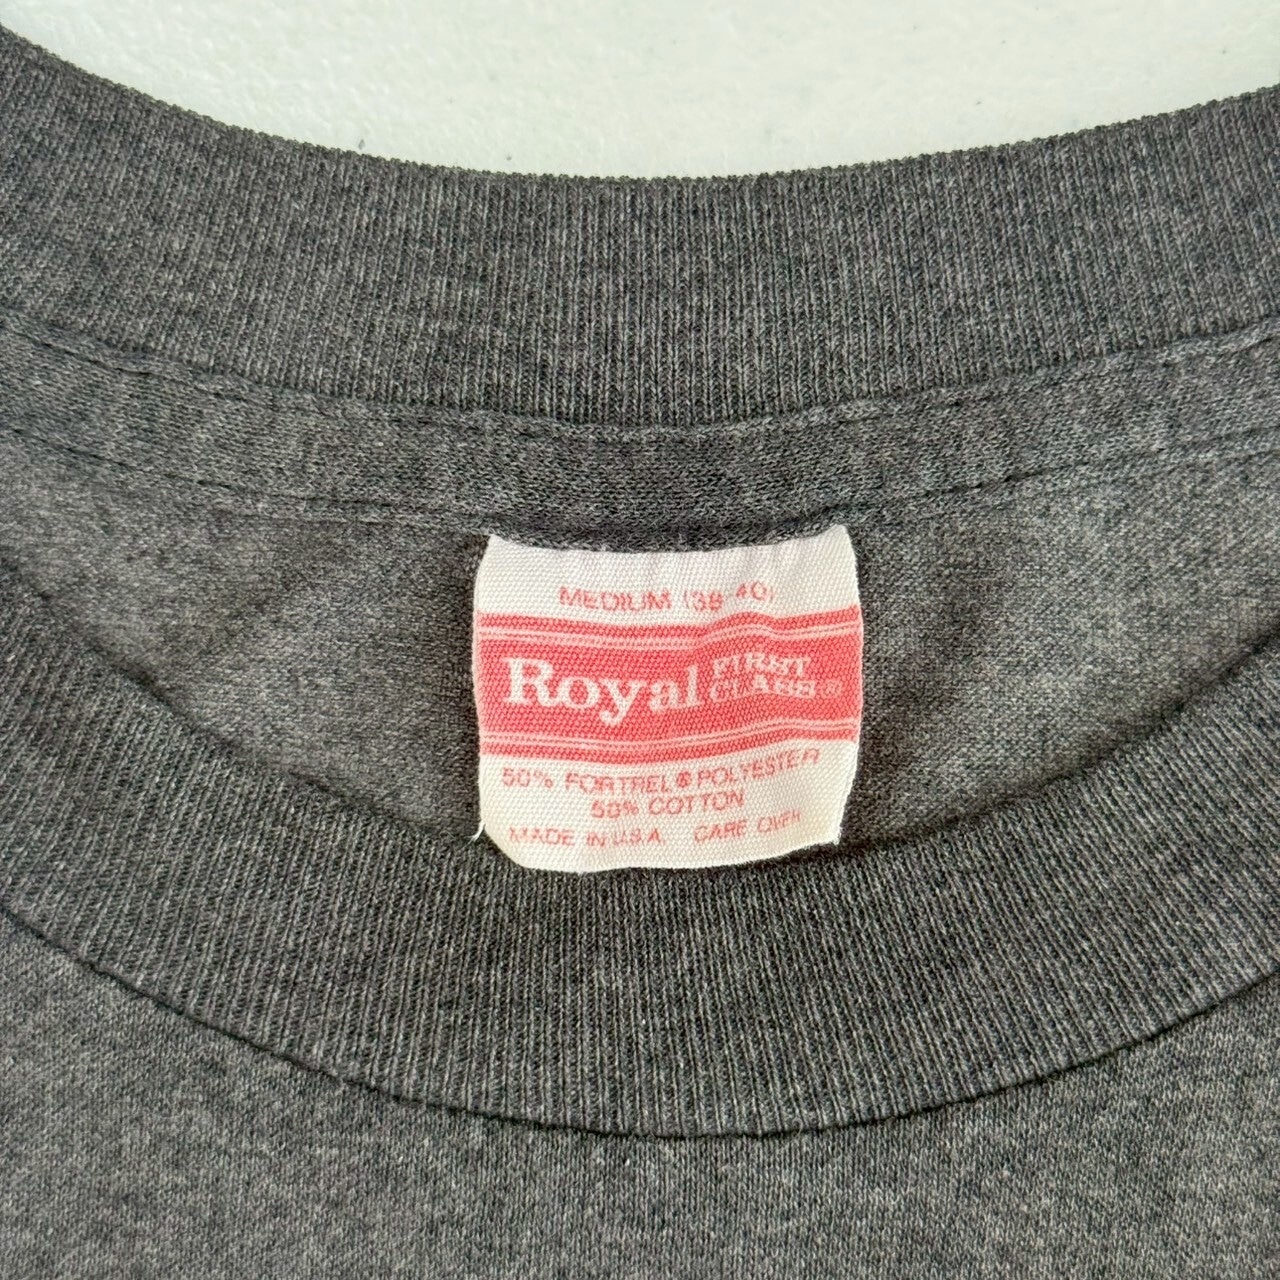 MEDIUM (38-40)
Royal FIRST CLASS®
50% FORTREL® POLYESTER
50% COTTON
MADE IN U.S.A. CARE OVER